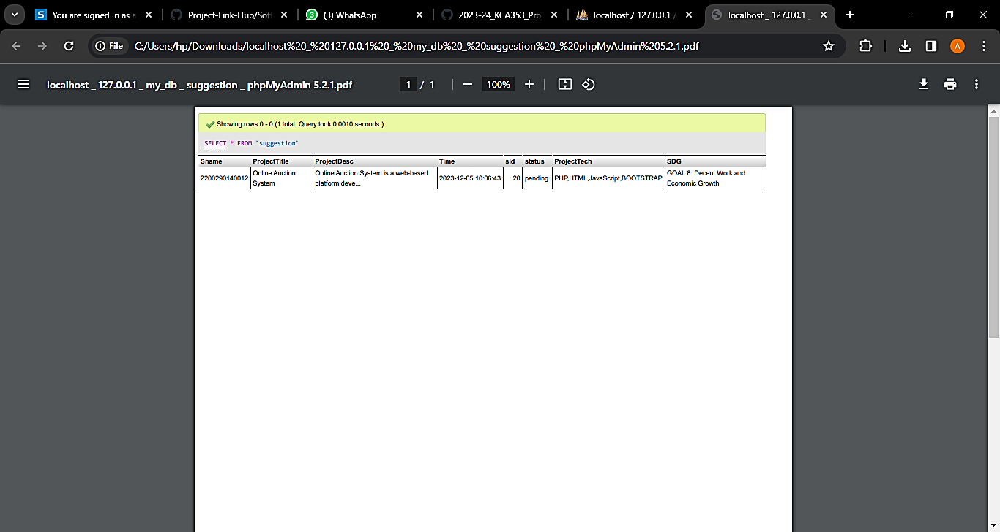 You are signed in as a
Project-Link-Hub/Soft
3
(3) WhatsApp
2023-24_KCA353_Pro
localhost / 127.0.0.1 /
localhost _ 127.0.0.1 _
File
C:/Users/hp/Downloads/localhost%20_%20127.0.0.1%20_%20my_db%20_%20suggestion%20_%20phpMyAdmin%205.2.1.pdf
A
localhost _ 127.0.0.1 _ my_db _ suggestion _ phpMyAdmin 5.2.1.pdf
1 / 1
100%
Showing rows 0 - 0 (1 total, Query took 0.0010 seconds.)
SELECT * FROM `suggestion`
Sname ProjectTitle ProjectDesc Time sid status ProjectTech SDG
2200290140012 Online Auction System Online Auction System is a web-based platform deve... 2023-12-05 10:06:43 20 pending PHP,HTML,JavaScript,BOOTSTRAP GOAL 8: Decent Work and Economic Growth